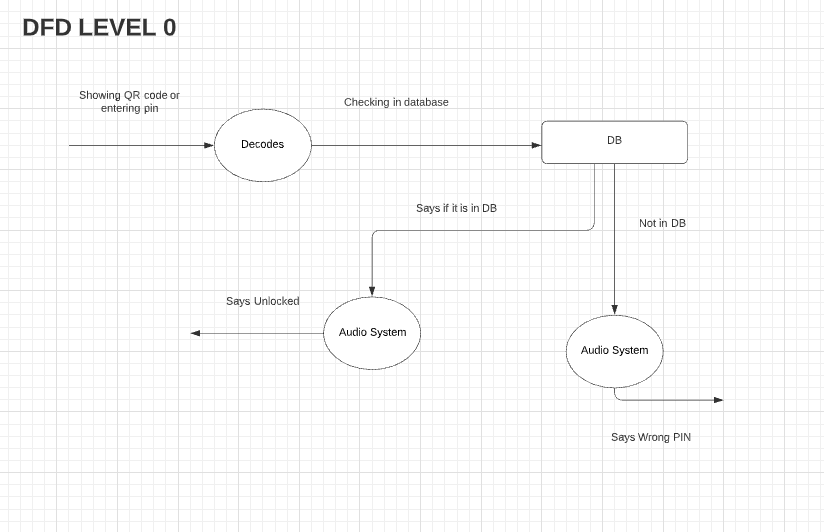 DFD LEVEL 0
Showing QR code or
entering pin
Checking in database
Decodes
DB
Says if it is in DB
Not in DB
Says Unlocked
Audio System
Audio System
Says Wrong PIN